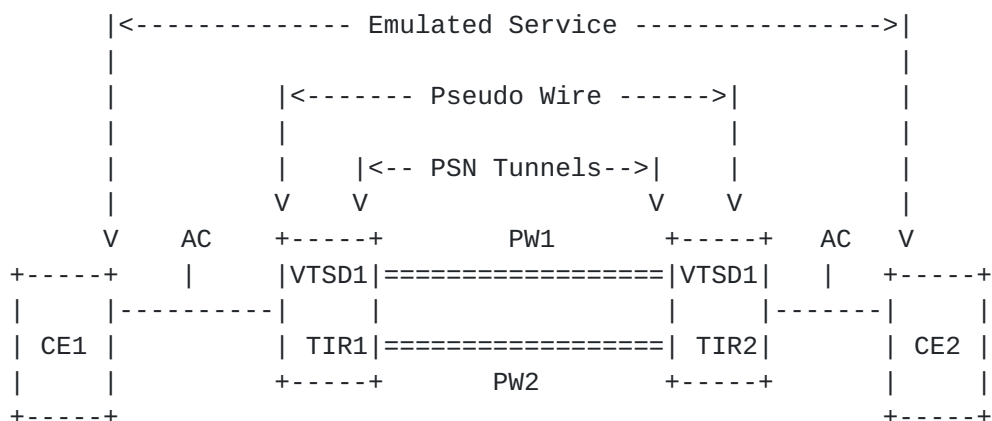 |<-------------- Emulated Service ---------------->|
|                                                  |
|          |<------- Pseudo Wire ------>|          |
|          |                            |          |
|          |    |<-- PSN Tunnels-->|    |          |
|          V    V                  V    V          |
V    AC    +-----+        PW1       +-----+   AC   V
+-----+    |     |VTSD1|==================|VTSD1|   |   +-----+
|     |----------|     |                  |     |-------|     |
| CE1 |          | TIR1|==================| TIR2|       | CE2 |
|     |          +-----+       PW2        +-----+       |     |
+-----+                                                 +-----+